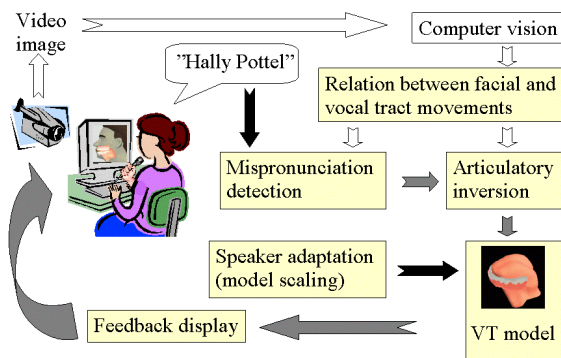 Video
image
Computer vision
”Hally Pottel”
Relation between facial and
vocal tract movements
Mispronunciation
detection
Articulatory
inversion
Speaker adaptation
(model scaling)
VT model
Feedback display